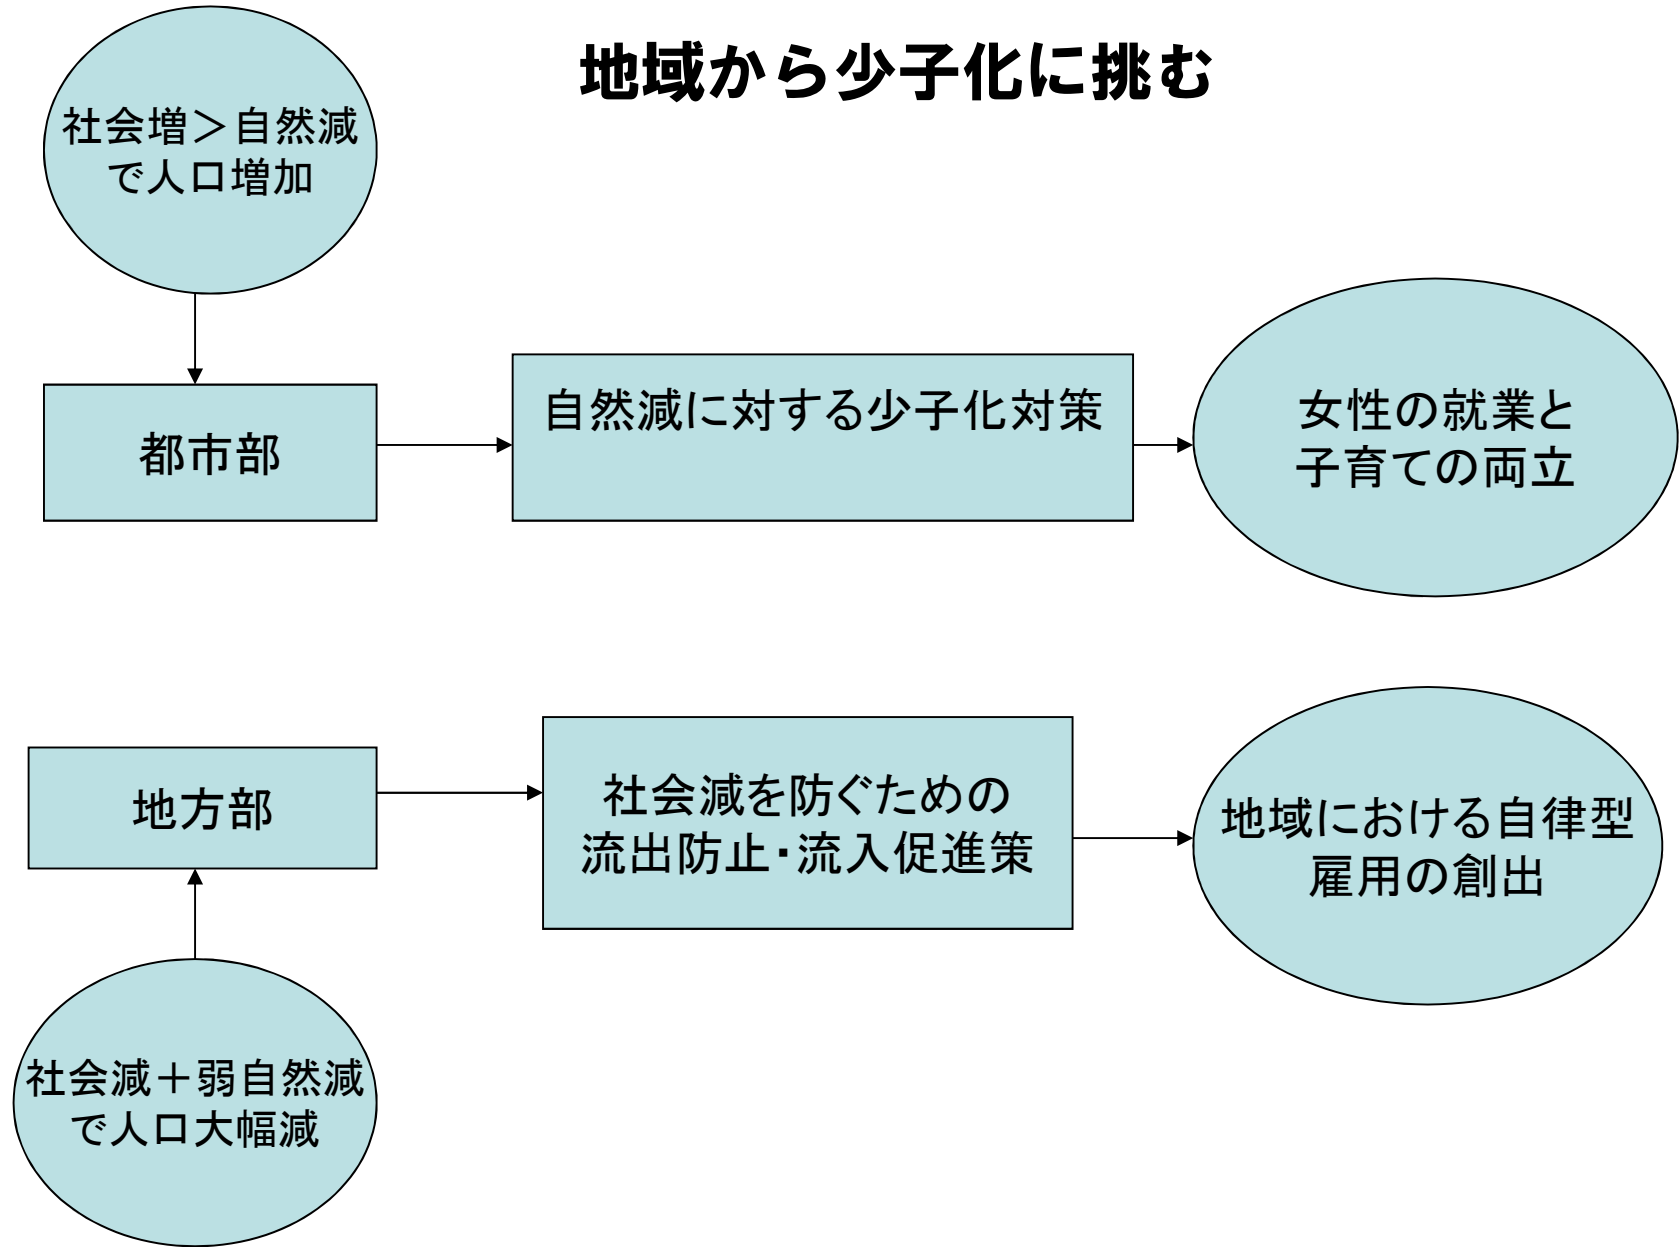 地域から少子化に挑む
社会増＞自然減
で人口増加
都市部
自然減に対する少子化対策
女性の就業と
子育ての両立
地方部
社会減を防ぐための
流出防止・流入促進策
地域における自律型
雇用の創出
社会減＋弱自然減
で人口大幅減